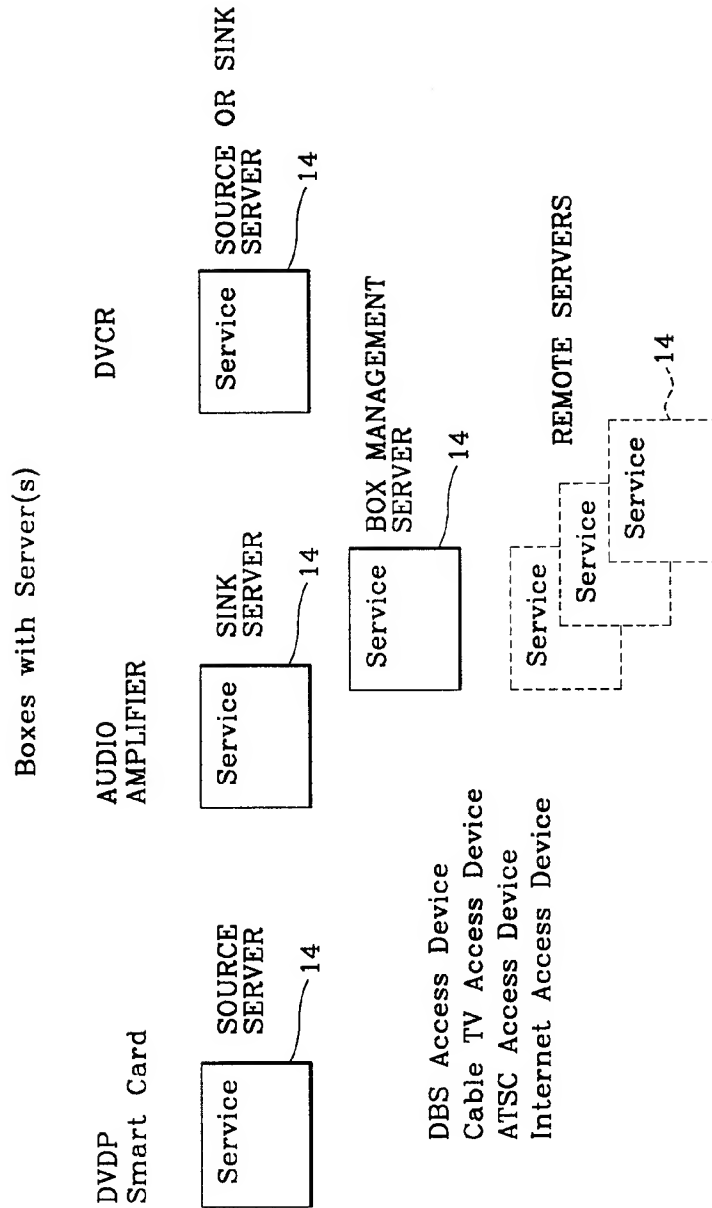 Boxes with Server(s)
DVDP
Smart Card
Service
SOURCE
SERVER
14
AUDIO
AMPLIFIER
Service
SINK
SERVER
14
DVCR
Service
SOURCE OR SINK
SERVER
14
DBS Access Device
Cable TV Access Device
ATSC Access Device
Internet Access Device
Service
BOX MANAGEMENT
SERVER
14
Service
Service
Service
REMOTE SERVERS
14